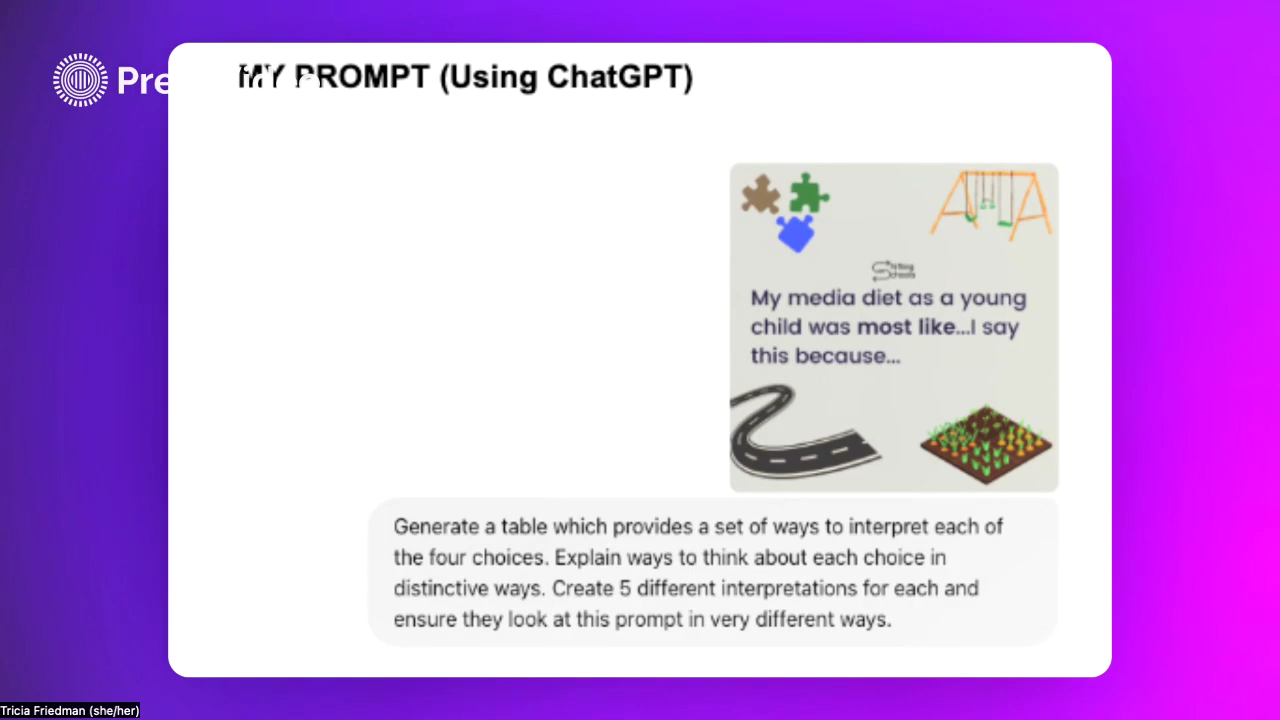 MY PROMPT (Using ChatGPT)
Shifting
Schools
My media diet as a young
child was most like...I say
this because...
Generate a table which provides a set of ways to interpret each of
the four choices. Explain ways to think about each choice in
distinctive ways. Create 5 different interpretations for each and
ensure they look at this prompt in very different ways.
Tricia Friedman (she/her)